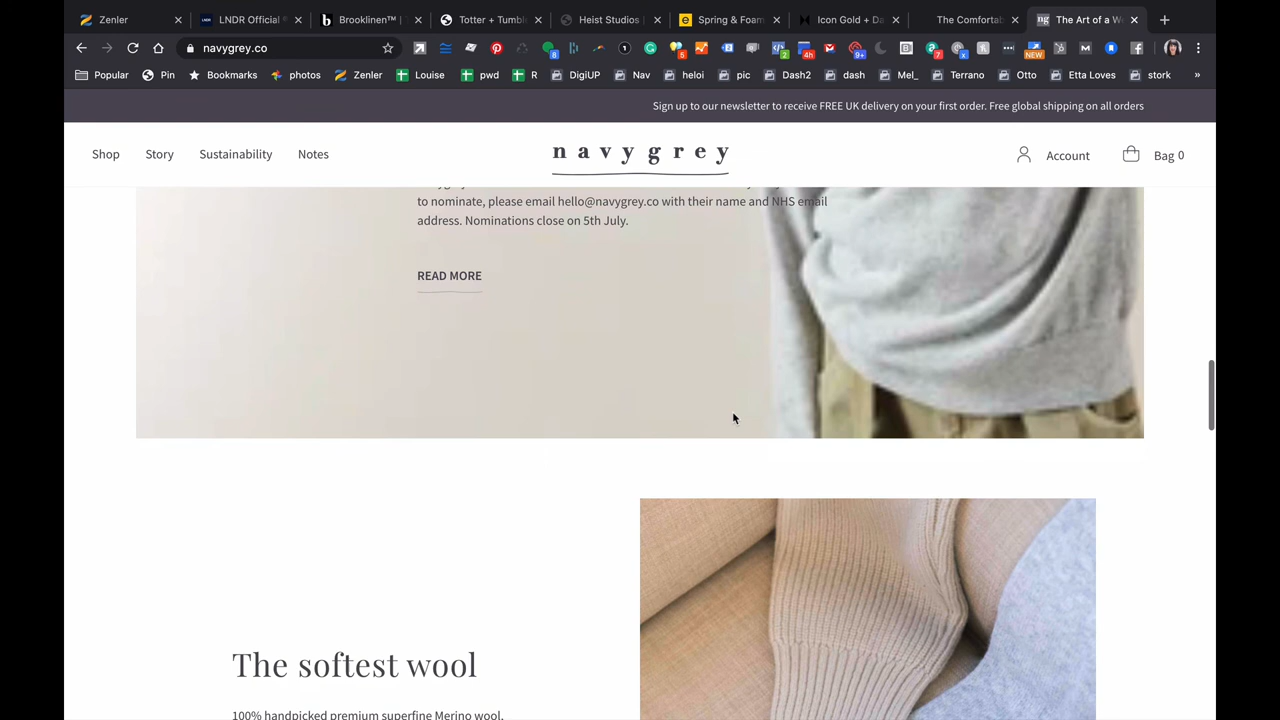 Zenler
LNDR Official
Brooklinen™
Totter + Tumble
Heist Studios
Spring & Foam
Icon Gold + Da
The Comfortab
The Art of a W
navygrey.co
Popular
Pin
Bookmarks
photos
Zenler
Louise
pwd
R
DigiUP
Nav
heloi
pic
Dash2
dash
Mel_
Terrano
Otto
Etta Loves
stork
Sign up to our newsletter to receive FREE UK delivery on your first order. Free global shipping on all orders
Shop
Story
Sustainability
Notes
navygrey
Account
Bag 0
to nominate, please email hello@navygrey.co with their name and NHS email
address. Nominations close on 5th July.
READ MORE
The softest wool
100% handpicked premium superfine Merino wool.